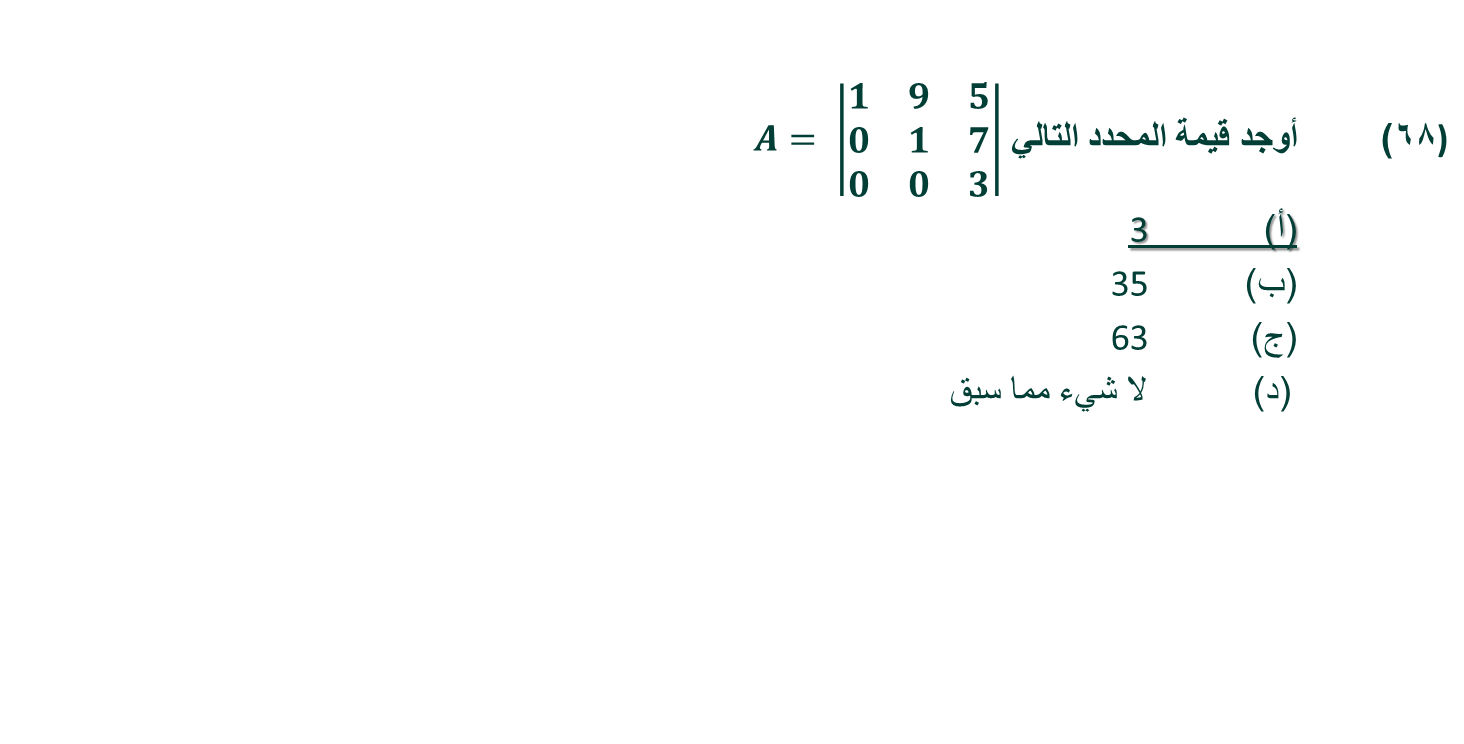 (٦٨) أوجد قيمة المحدد التالي A = |1 9 5|
|0 1 7|
|0 0 3|
(أ) 3
(ب) 35
(ج) 63
(د) لا شيء مما سبق